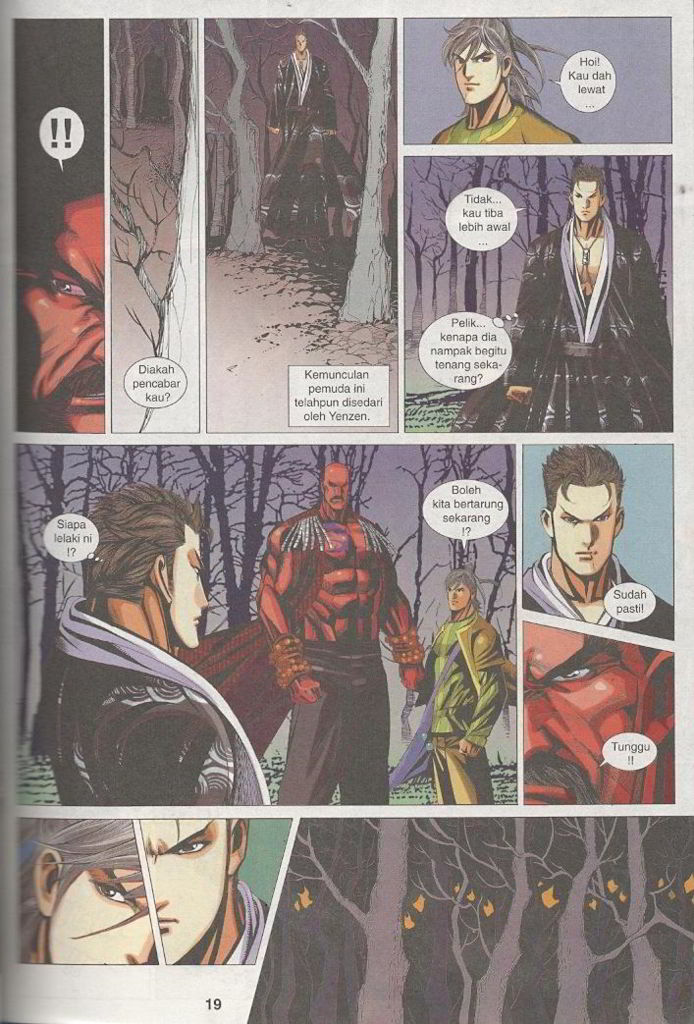 !!
Diakah
pencabar
kau?
Kemunculan
pemuda ini
telahpun disedari
oleh Yenzen.
Hoi!
Kau dah
lewat
...
Tidak...
kau tiba
lebih awal
...
Pelik...
kenapa dia
nampak begitu
tenang seka-
rang?
Siapa
lelaki ni
!?
Boleh
kita bertarung
sekarang
!?
Sudah
pasti!
Tunggu
!!
19